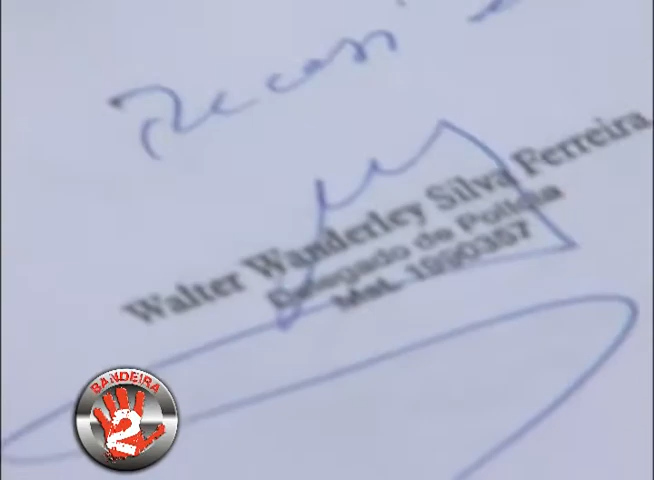 Walter Wanderley Silva Ferreira
Delegado de Polícia
Mat. 1990357
BANDEIRA
2